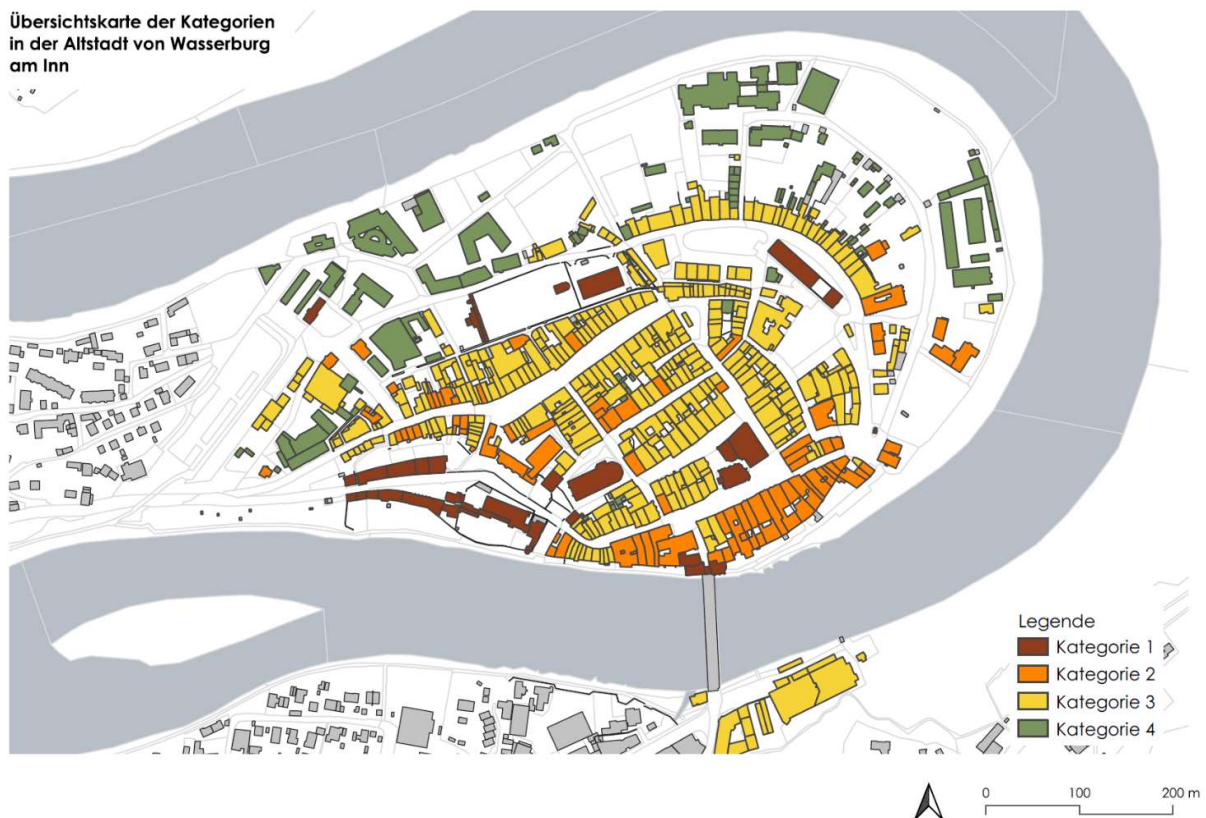 Übersichtskarte der Kategorien
in der Altstadt von Wasserburg
am Inn
Legende
Kategorie 1
Kategorie 2
Kategorie 3
Kategorie 4
0 100 200 m